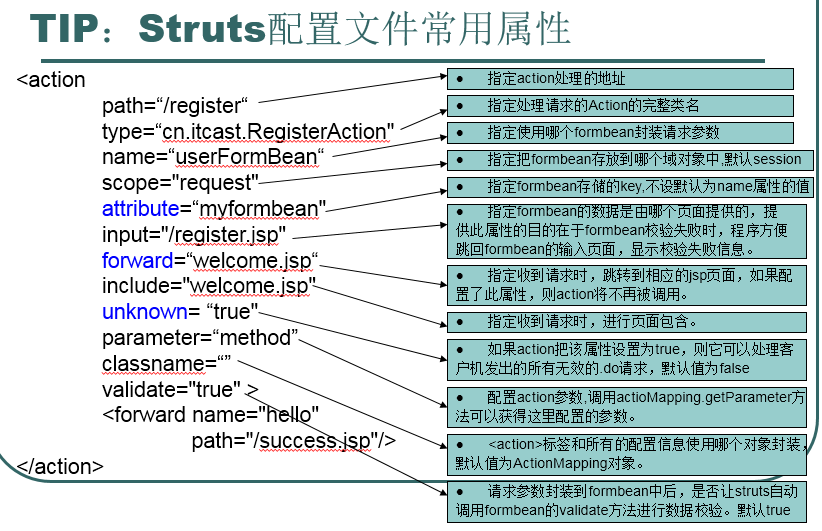 TIP：Struts配置文件常用属性
<action
path=“/register“
type=“cn.itcast.RegisterAction"
name=“userFormBean“
scope="request"
attribute=“myformbean"
input="/register.jsp"
forward=“welcome.jsp“
include="welcome.jsp"
unknown= “true"
parameter=“method”
classname=“”
validate="true" >
<forward name="hello"
path="/success.jsp"/>
</action>
● 指定action处理的地址
● 指定处理请求的Action的完整类名
● 指定使用哪个formbean封装请求参数
● 指定把formbean存放到哪个域对象中,默认session
● 指定formbean存储的key,不设默认为name属性的值
● 指定formbean的数据是由哪个页面提供的，提
供此属性的目的在于formbean校验失败时，程序方便
跳回formbean的输入页面，显示校验失败信息。
● 指定收到请求时，跳转到相应的jsp页面，如果配
置了此属性，则action将不再被调用。
● 指定收到请求时，进行页面包含。
● 如果action把该属性设置为true，则它可以处理客
户机发出的所有无效的.do请求，默认值为false
● 配置action参数,调用actioMapping.getParameter方
法可以获得这里配置的参数。
● <action>标签和所有的配置信息使用哪个对象封装，
默认值为ActionMapping对象。
● 请求参数封装到formbean中后，是否让struts自动
调用formbean的validate方法进行数据校验。默认true